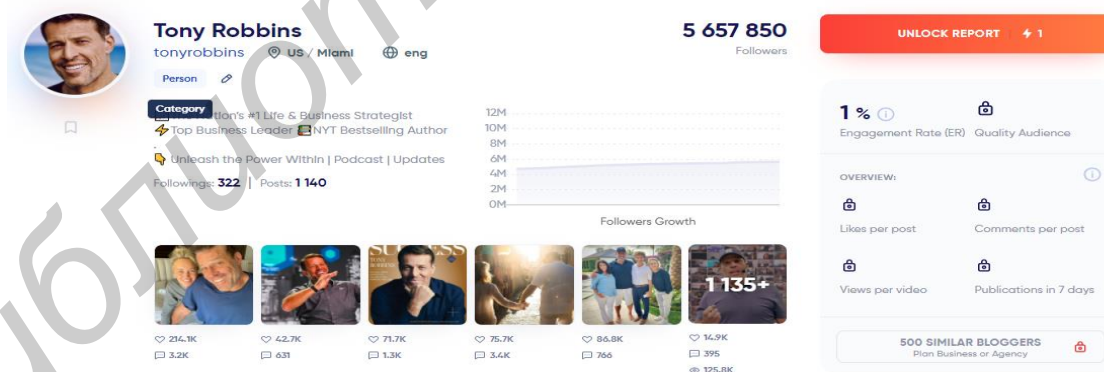 Tony Robbins
tonyrobbins US / Miami eng
Person
5 657 850
Followers
Category
tion's #1 Life & Business Strategist
Top Business Leader NYT Bestselling Author
.
Unleash the Power Within | Podcast | Updates
Followings: 322 | Posts: 1 140
12M
10M
8M
6M
4M
2M
0M
Followers Growth
1 135+
214.1K
3.2K
42.7K
631
71.7K
1.3K
75.7K
3.4K
86.8K
766
14.9K
395
125.8K
UNLOCK REPORT 1
1 %
Engagement Rate (ER) Quality Audience
OVERVIEW:
Likes per post Comments per post
Views per video Publications in 7 days
500 SIMILAR BLOGGERS
Plan Business or Agency